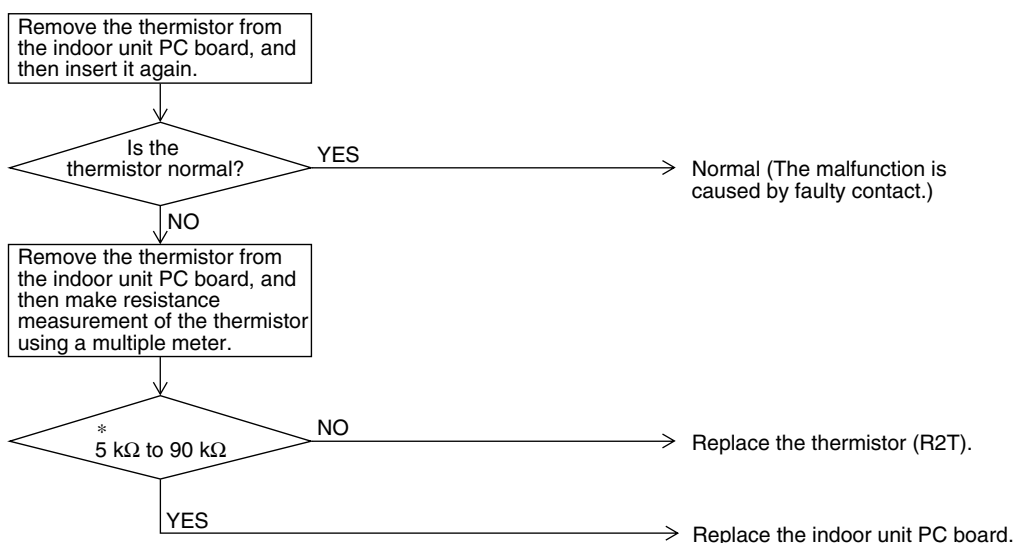 Remove the thermistor from
the indoor unit PC board, and
then insert it again.
Is the
thermistor normal?
YES
Normal (The malfunction is
caused by faulty contact.)
NO
Remove the thermistor from
the indoor unit PC board, and
then make resistance
measurement of the thermistor
using a multiple meter.
*
5 kΩ to 90 kΩ
NO
Replace the thermistor (R2T).
YES
Replace the indoor unit PC board.